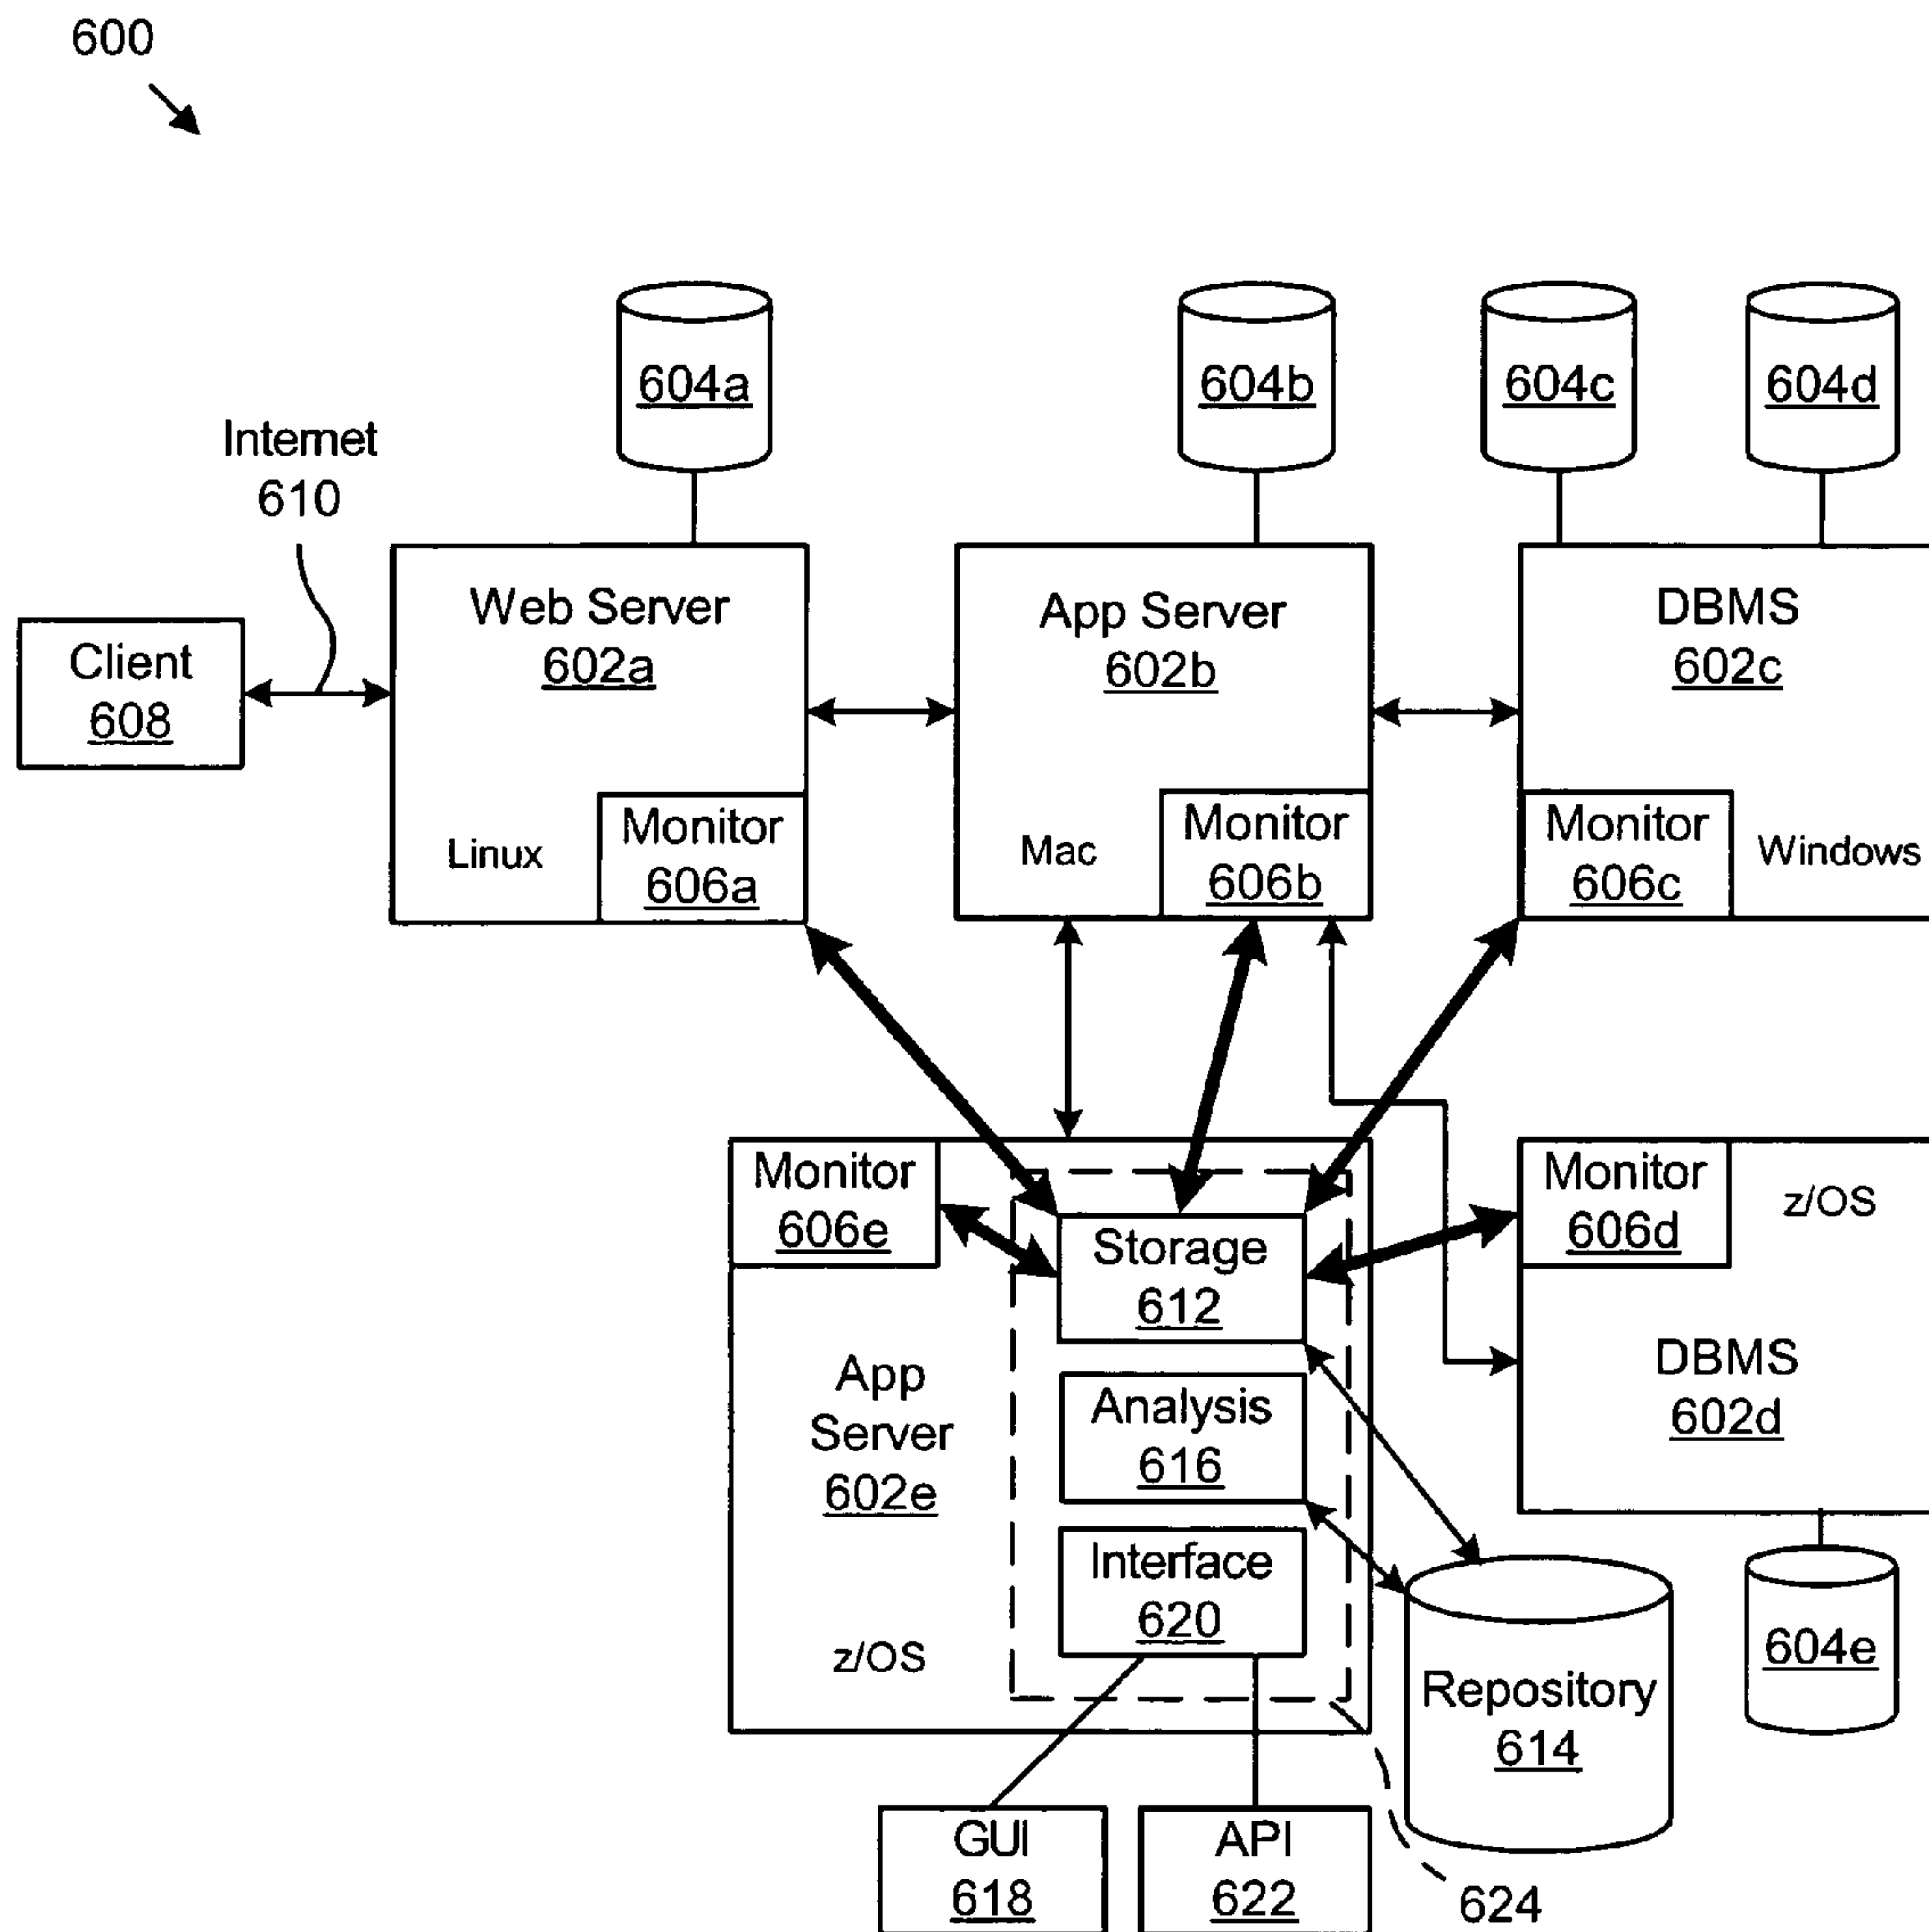 600
604a
604b
604c
604d
Internet
610
Client
608
Web Server
602a
Linux
Monitor
606a
App Server
602b
Mac
Monitor
606b
DBMS
602c
Monitor
606c
Windows
Monitor
606e
App
Server
602e
z/OS
Storage
612
Analysis
616
Interface
620
Monitor
606d
z/OS
DBMS
602d
604e
Repository
614
GUI
618
API
622
624